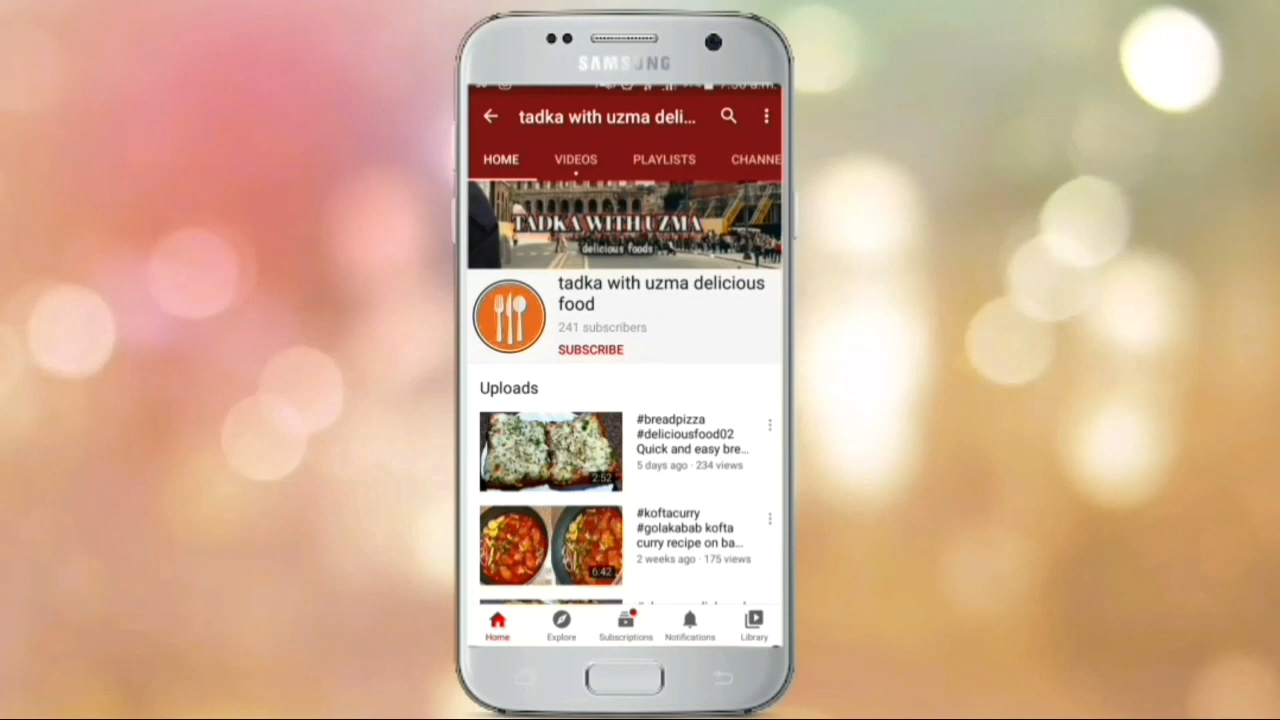 SAMSUNG
tadka with uzma deli...
HOME VIDEOS PLAYLISTS CHANNE
TADKA WITH UZMA
delicious foods
tadka with uzma delicious
food
241 subscribers
SUBSCRIBE
Uploads
#breadpizza
#deliciousfood02
Quick and easy bre...
5 days ago · 234 views
2:52
#koftacurry
#golakabab kofta
curry recipe on ba...
2 weeks ago · 175 views
6:42
Home Explore Subscriptions Notifications Library